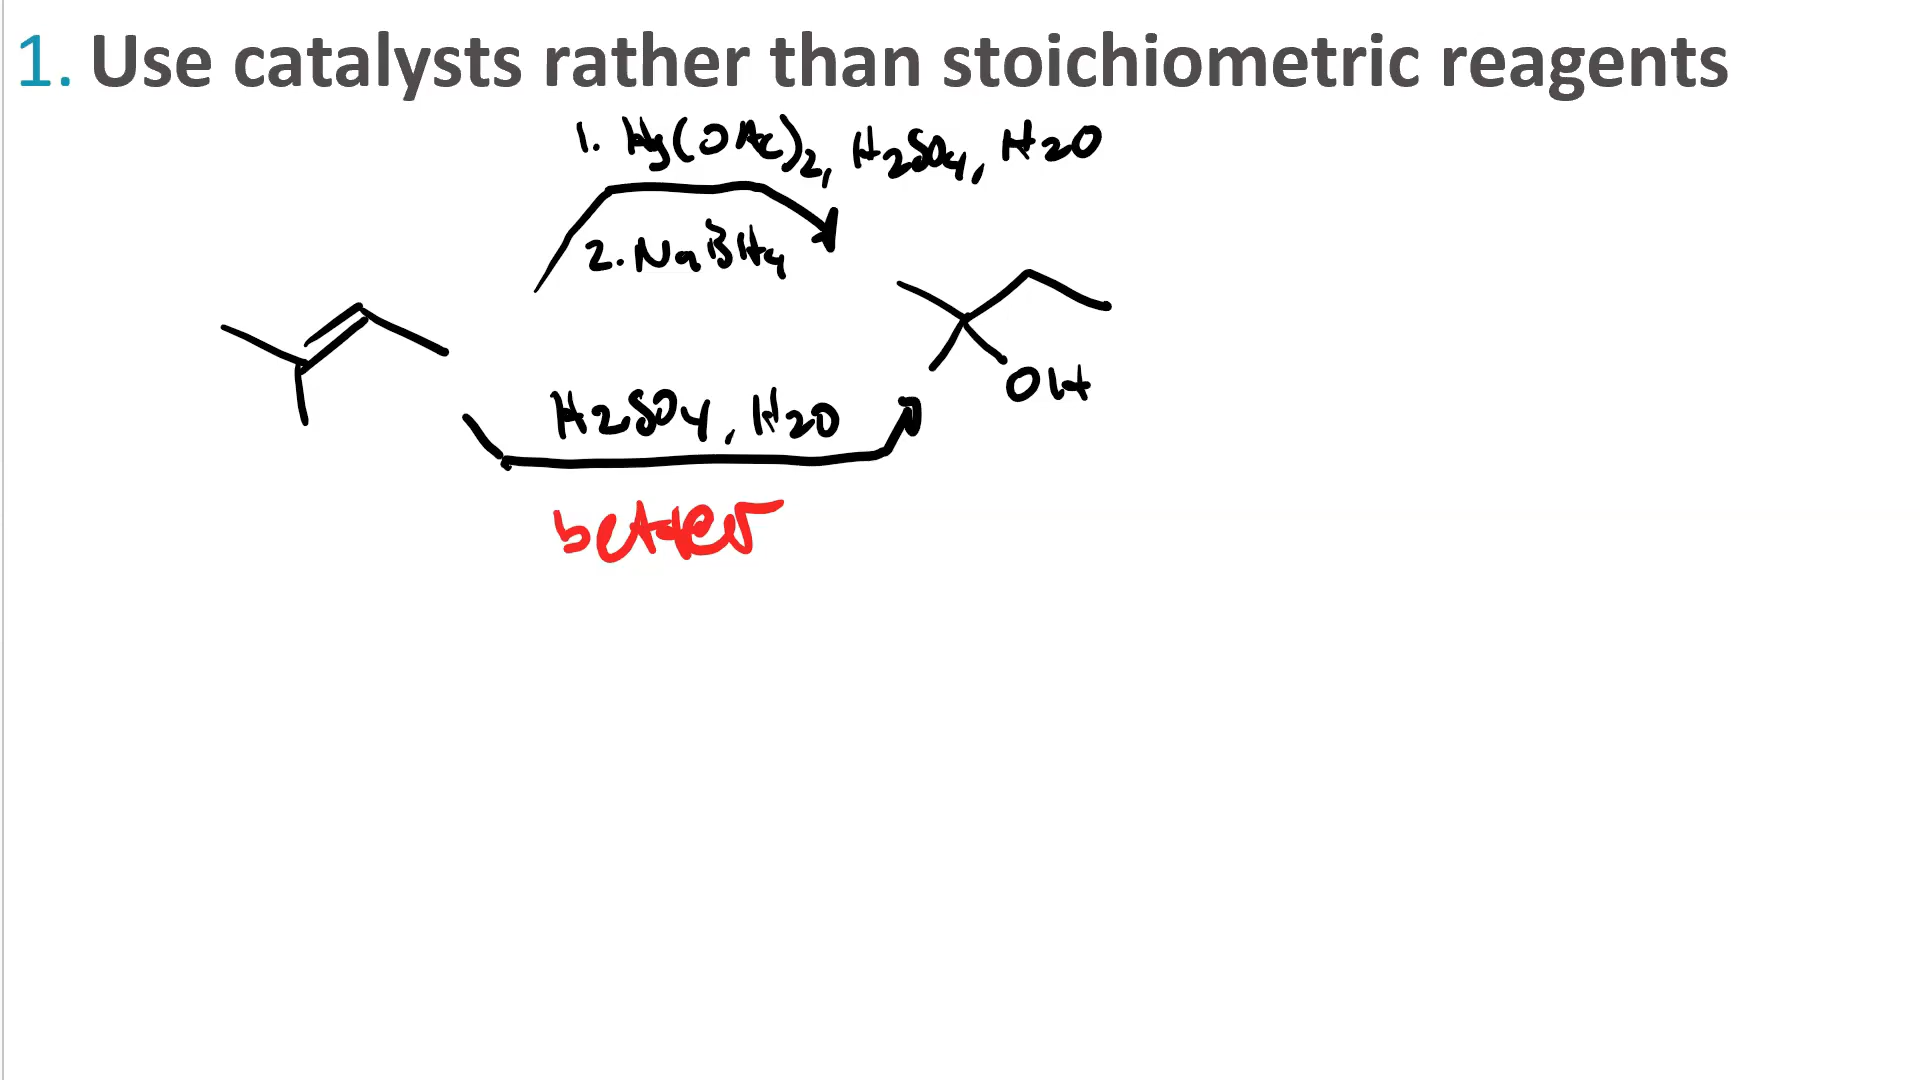 1. Use catalysts rather than stoichiometric reagents
1. Hg(OAc)2, H2SO4, H2O
2. NaBH4
OH
H2SO4, H2O
better